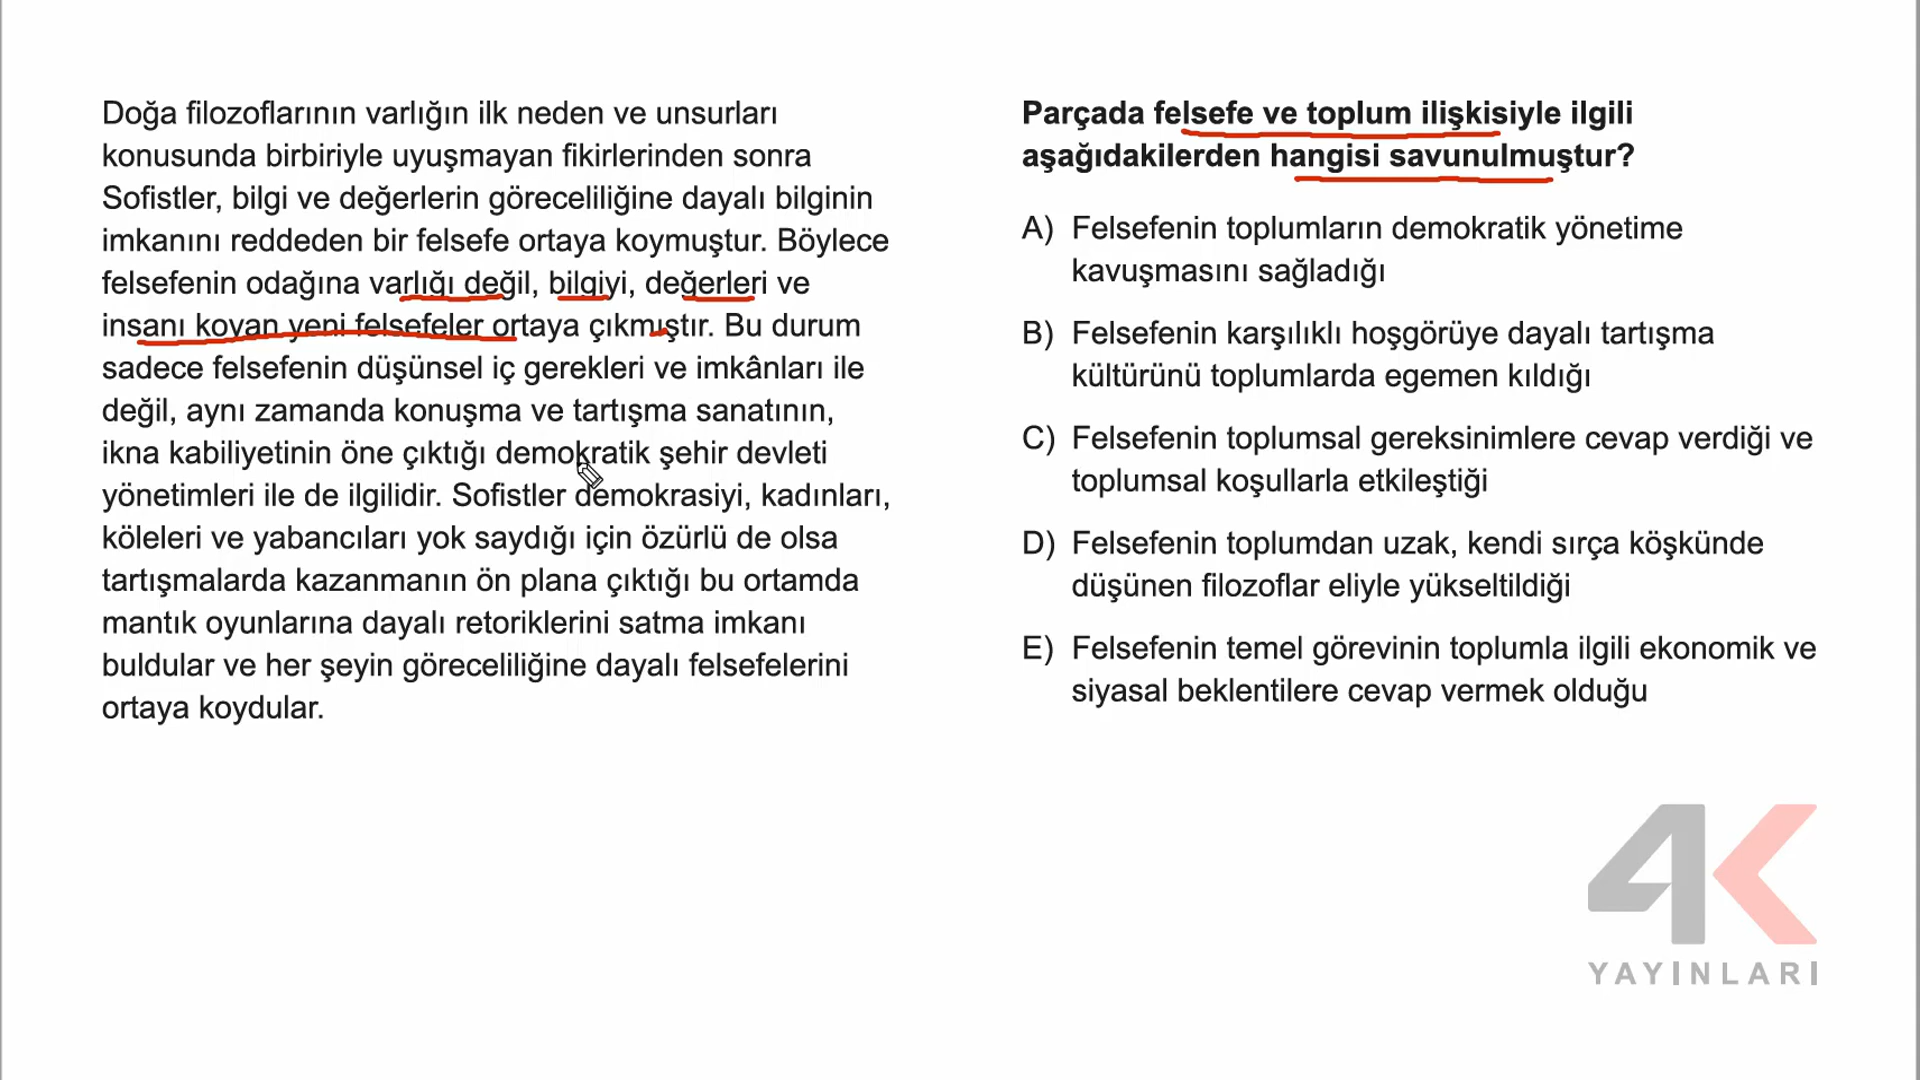 Doğa filozoflarının varlığın ilk neden ve unsurları
konusunda birbiriyle uyuşmayan fikirlerinden sonra
Sofistler, bilgi ve değerlerin göreceliliğine dayalı bilginin
imkanını reddeden bir felsefe ortaya koymuştur. Böylece
felsefenin odağına varlığı değil, bilgiyi, değerleri ve
insanı koyan yeni felsefeler ortaya çıkmıştır. Bu durum
sadece felsefenin düşünsel iç gerekleri ve imkânları ile
değil, aynı zamanda konuşma ve tartışma sanatının,
ikna kabiliyetinin öne çıktığı demokratik şehir devleti
yönetimleri ile de ilgilidir. Sofistler demokrasiyi, kadınları,
köleleri ve yabancıları yok saydığı için özürlü de olsa
tartışmalarda kazanmanın ön plana çıktığı bu ortamda
mantık oyunlarına dayalı retoriklerini satma imkanı
buldular ve her şeyin göreceliliğine dayalı felsefelerini
ortaya koydular.
Parçada felsefe ve toplum ilişkisiyle ilgili
aşağıdakilerden hangisi savunulmuştur?
A) Felsefenin toplumların demokratik yönetime
kavuşmasını sağladığı
B) Felsefenin karşılıklı hoşgörüye dayalı tartışma
kültürünü toplumlarda egemen kıldığı
C) Felsefenin toplumsal gereksinimlere cevap verdiği ve
toplumsal koşullarla etkileştiği
D) Felsefenin toplumdan uzak, kendi sırça köşkünde
düşünen filozoflar eliyle yükseltildiği
E) Felsefenin temel görevinin toplumla ilgili ekonomik ve
siyasal beklentilere cevap vermek olduğu
4K
YAYINLARI